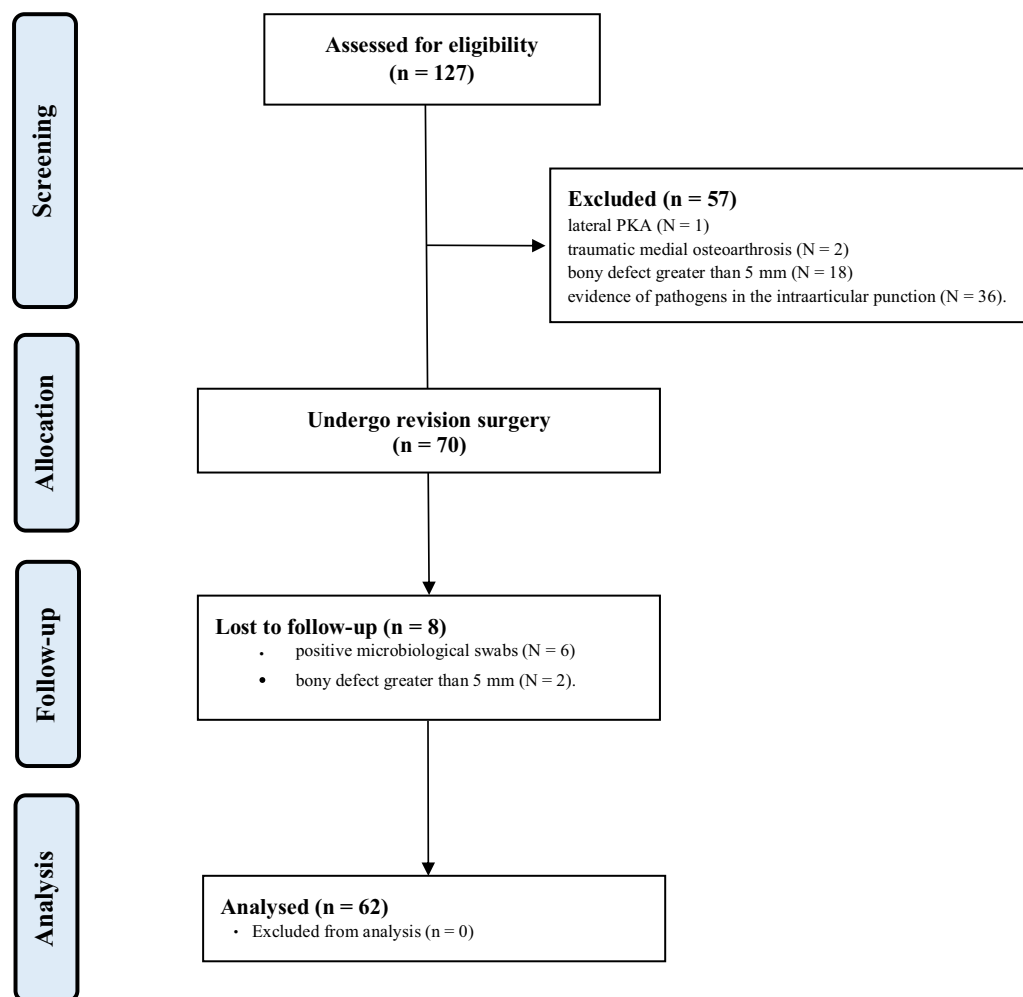 Screening
Assessed for eligibility
(n = 127)
Excluded (n = 57)
lateral PKA (N = 1)
traumatic medial osteoarthrosis (N = 2)
bony defect greater than 5 mm (N = 18)
evidence of pathogens in the intraarticular punction (N = 36).
Allocation
Undergo revision surgery
(n = 70)
Follow-up
Lost to follow-up (n = 8)
• positive microbiological swabs (N = 6)
• bony defect greater than 5 mm (N = 2).
Analysis
Analysed (n = 62)
• Excluded from analysis (n = 0)